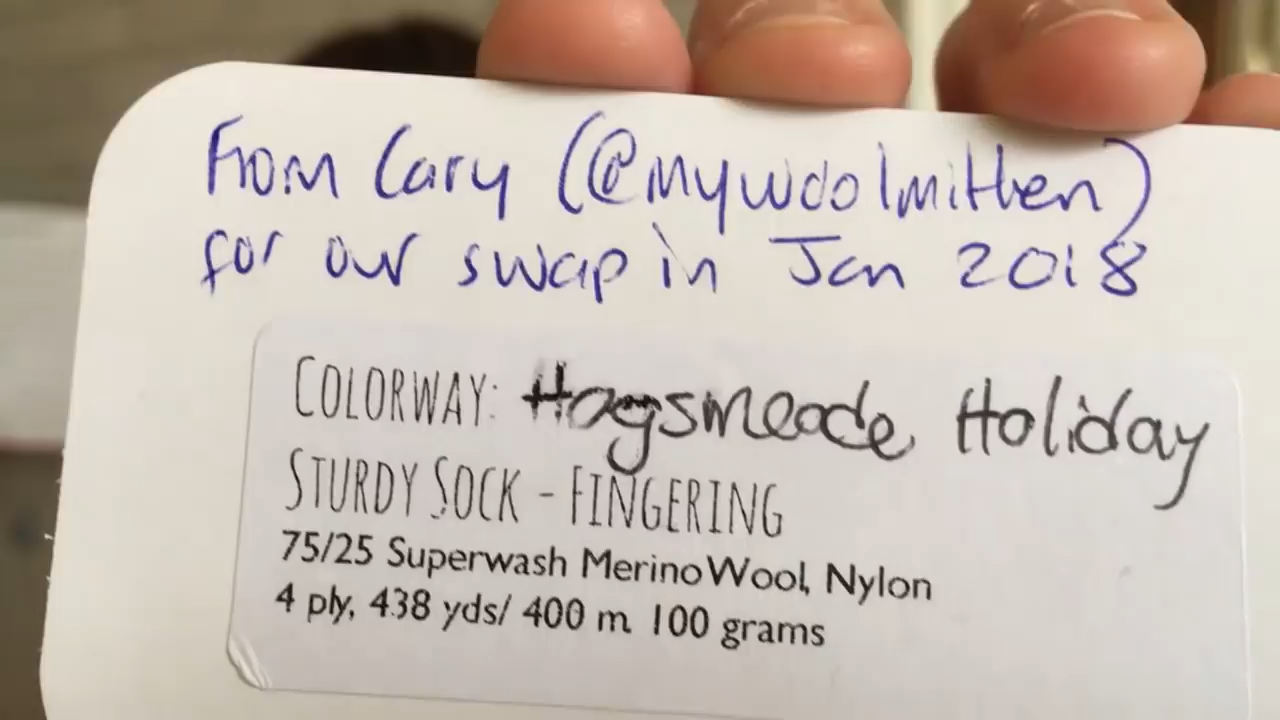 From Cary (@mywoolmitten)
for our swap in Jan 2018
COLORWAY: Hogsmeade Holiday
STURDY SOCK - FINGERING
75/25 Superwash Merino Wool, Nylon
4 ply, 438 yds/ 400 m 100 grams